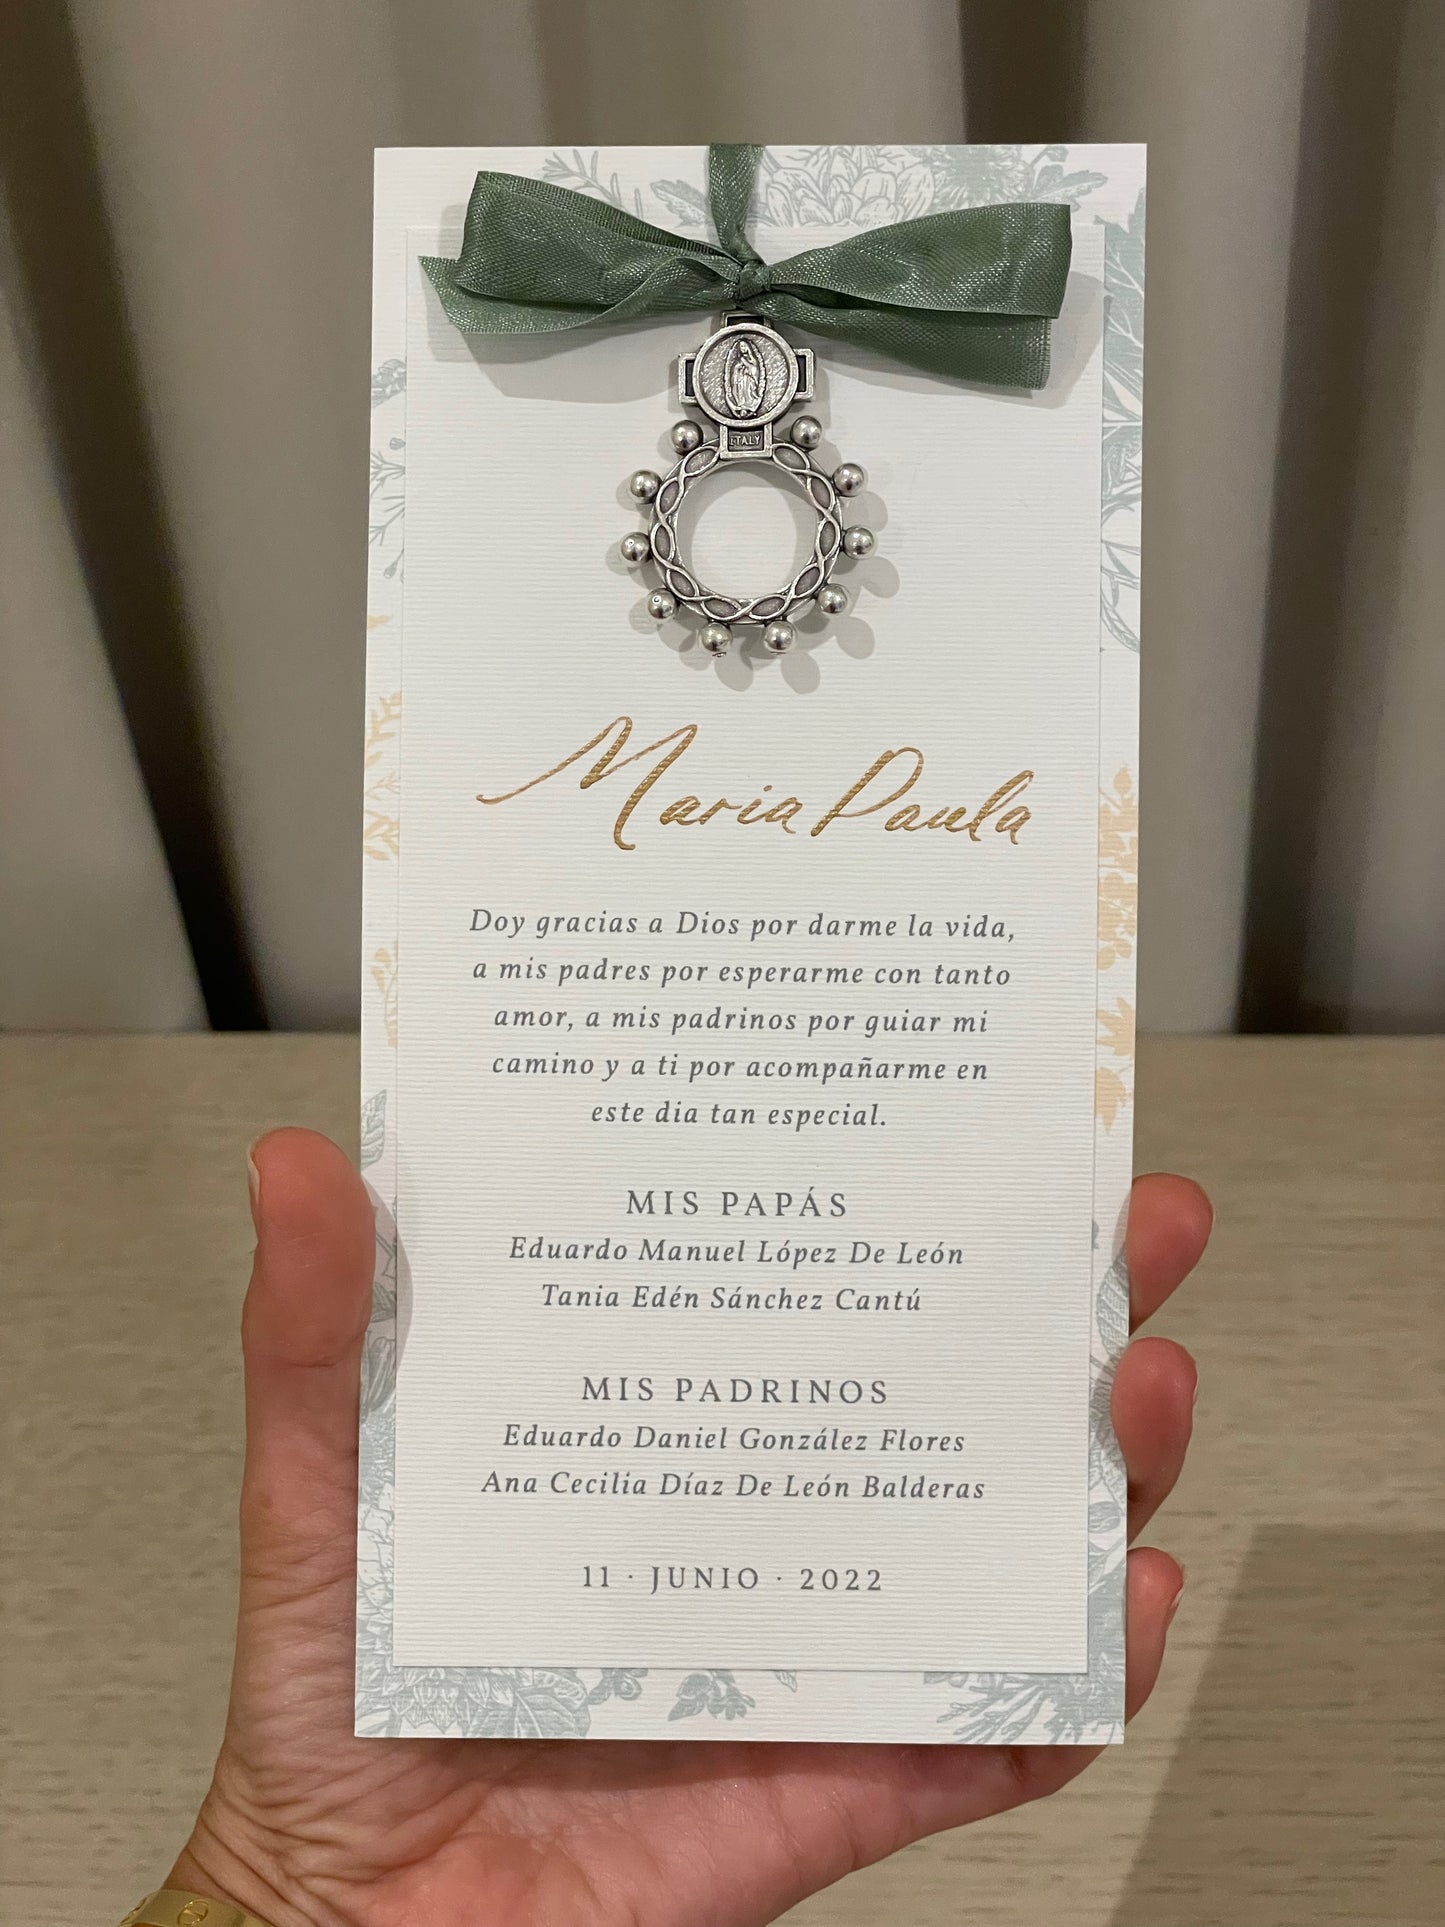 ITALY
Maria Paula
Doy gracias a Dios por darme la vida,
a mis padres por esperarme con tanto
amor, a mis padrinos por guiar mi
camino y a ti por acompañarme en
este dia tan especial.
MIS PAPÁS
Eduardo Manuel López De León
Tania Edén Sánchez Cantú
MIS PADRINOS
Eduardo Daniel González Flores
Ana Cecilia Díaz De León Balderas
11 · JUNIO · 2022